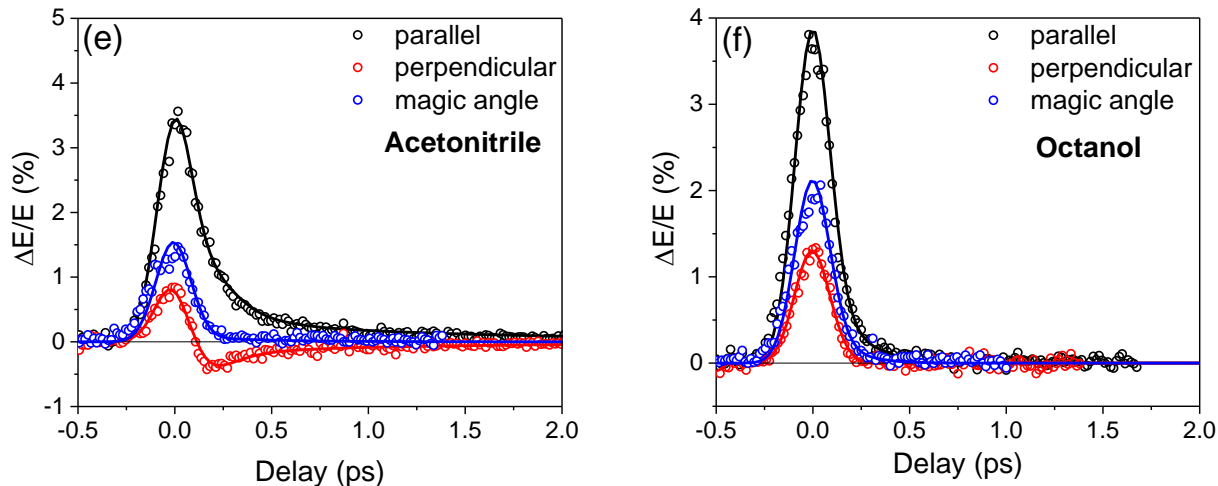 (e)
parallel
perpendicular
magic angle
Acetonitrile
5
4
3
2
1
0
-1
ΔE/E (%)
-0.5 0.0 0.5 1.0 1.5 2.0
Delay (ps)
(f)
parallel
perpendicular
magic angle
Octanol
4
3
2
1
0
ΔE/E (%)
-0.5 0.0 0.5 1.0 1.5 2.0
Delay (ps)